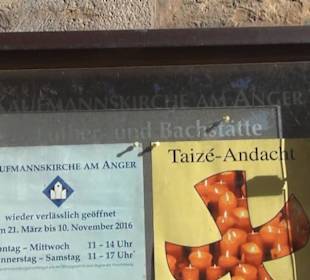 KAUFMANNSKIRCHE AM ANGER
Luther- und Bachstätte
AUFMANNSKIRCHE AM ANGER
wieder verlässlich geöffnet
m 21. März bis 10. November 2016
ontag – Mittwoch 11 – 14 Uhr
nnerstag – Samstag 11 – 17 Uhr*
Taizé-Andacht